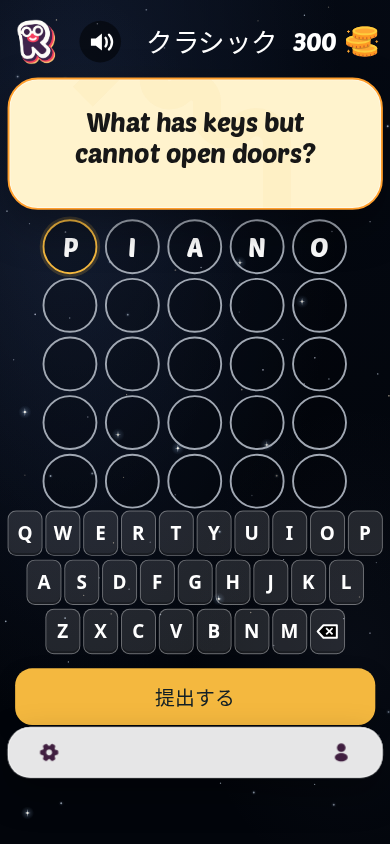 クラシック 300
What has keys but
cannot open doors?
P I A N O
Q W E R T Y U I O P
A S D F G H J K L
Z X C V B N M
提出する